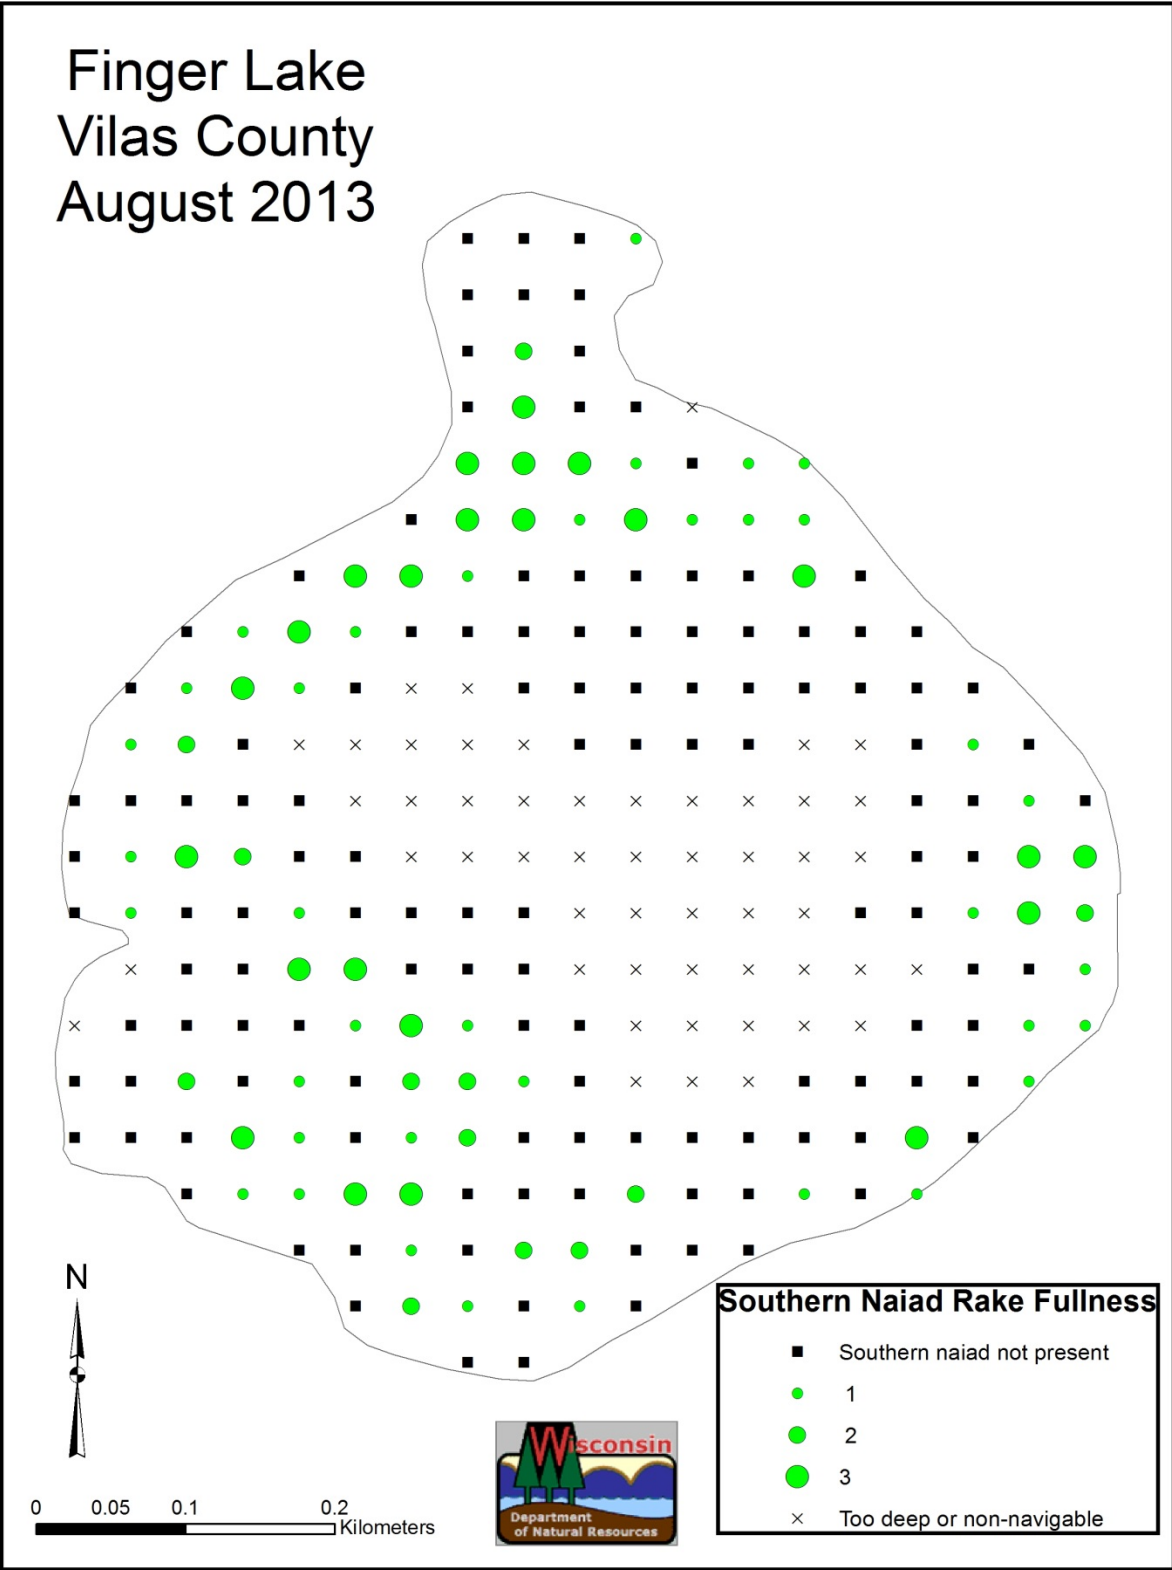 Finger Lake
Vilas County
August 2013
N
0 0.05 0.1 0.2
Kilometers
Wisconsin
Department
of Natural Resources
Southern Naiad Rake Fullness
Southern naiad not present
1
2
3
Too deep or non-navigable